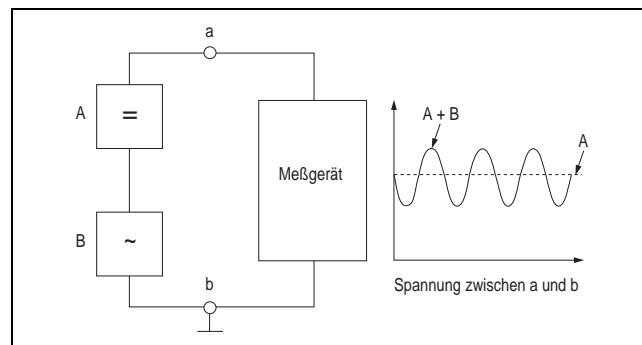 a
A
=
Meßgerät
B
~
b
A + B
A
Spannung zwischen a und b